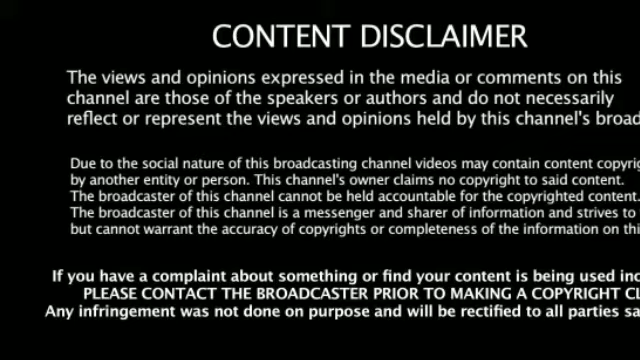 CONTENT DISCLAIMER
The views and opinions expressed in the media or comments on this
channel are those of the speakers or authors and do not necessarily
reflect or represent the views and opinions held by this channel's
Due to the social nature of this broadcasting channel videos may contain content
by another entity or person. This channel's owner claims no copyright to said content.
The broadcaster of this channel cannot be held accountable for the copyrighted content.
The broadcaster of this channel is a messenger and sharer of information and strives to
but cannot warrant the accuracy of copyrights or completeness of the information on
If you have a complaint about something or find your content is being used
PLEASE CONTACT THE BROADCASTER PRIOR TO MAKING A COPYRIGHT
Any infringement was not done on purpose and will be rectified to all parties